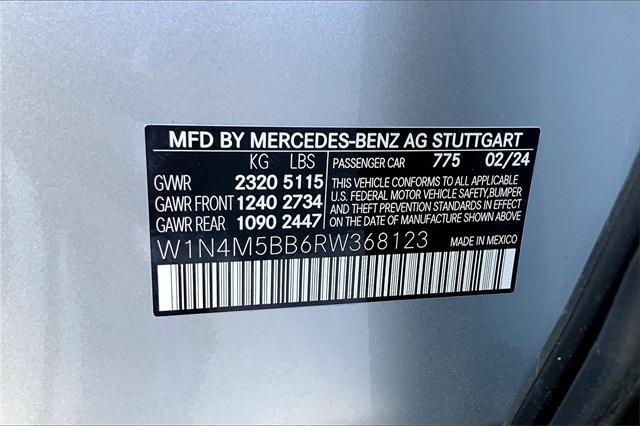 MFD BY MERCEDES-BENZ AG STUTTGART
KG LBS PASSENGER CAR 775 02/24
GWR 2320 5115
GAWR FRONT 1240 2734
GAWR REAR 1090 2447
THIS VEHICLE CONFORMS TO ALL APPLICABLE
U.S. FEDERAL MOTOR VEHICLE SAFETY,BUMPER
AND THEFT PREVENTION STANDARDS IN EFFECT
ON THE DATE OF MANUFACTURE SHOWN ABOVE.
W1N4M5BB6RW368123 MADE IN MEXICO